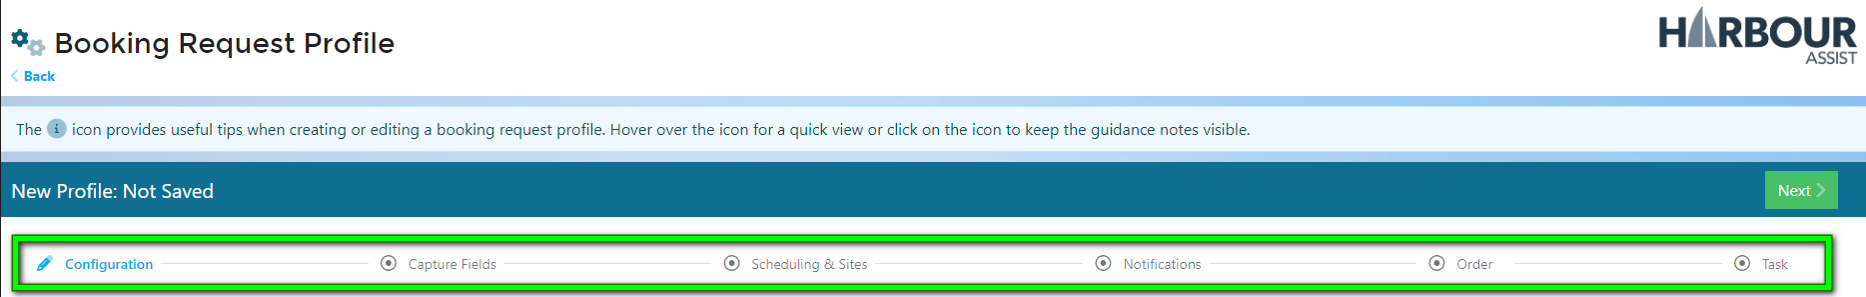 Booking Request Profile
HARBOUR
ASSIST
Back
The i icon provides useful tips when creating or editing a booking request profile. Hover over the icon for a quick view or click on the icon to keep the guidance notes visible.
New Profile: Not Saved
Next
Configuration Capture Fields Scheduling & Sites Notifications Order Task